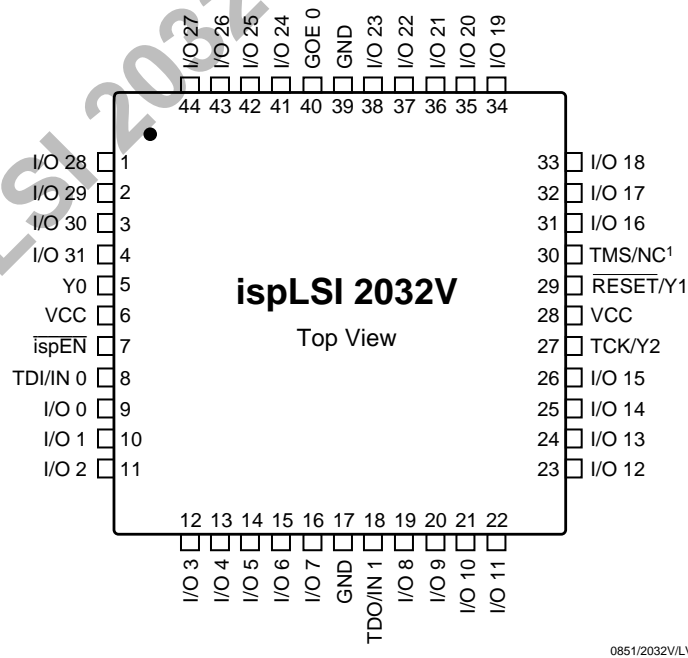 LSI 2032
I/O 27
I/O 26
I/O 25
I/O 24
GOE 0
GND
I/O 23
I/O 22
I/O 21
I/O 20
I/O 19
44 43 42 41 40 39 38 37 36 35 34
I/O 28 1
I/O 29 2
I/O 30 3
I/O 31 4
Y0 5
VCC 6
ispEN 7
TDI/IN 0 8
I/O 0 9
I/O 1 10
I/O 2 11
ispLSI 2032V
Top View
33 I/O 18
32 I/O 17
31 I/O 16
30 TMS/NC¹
29 RESET/Y1
28 VCC
27 TCK/Y2
26 I/O 15
25 I/O 14
24 I/O 13
23 I/O 12
12 13 14 15 16 17 18 19 20 21 22
I/O 3
I/O 4
I/O 5
I/O 6
I/O 7
GND
TDO/IN 1
I/O 8
I/O 9
I/O 10
I/O 11
0851/2032V/LV